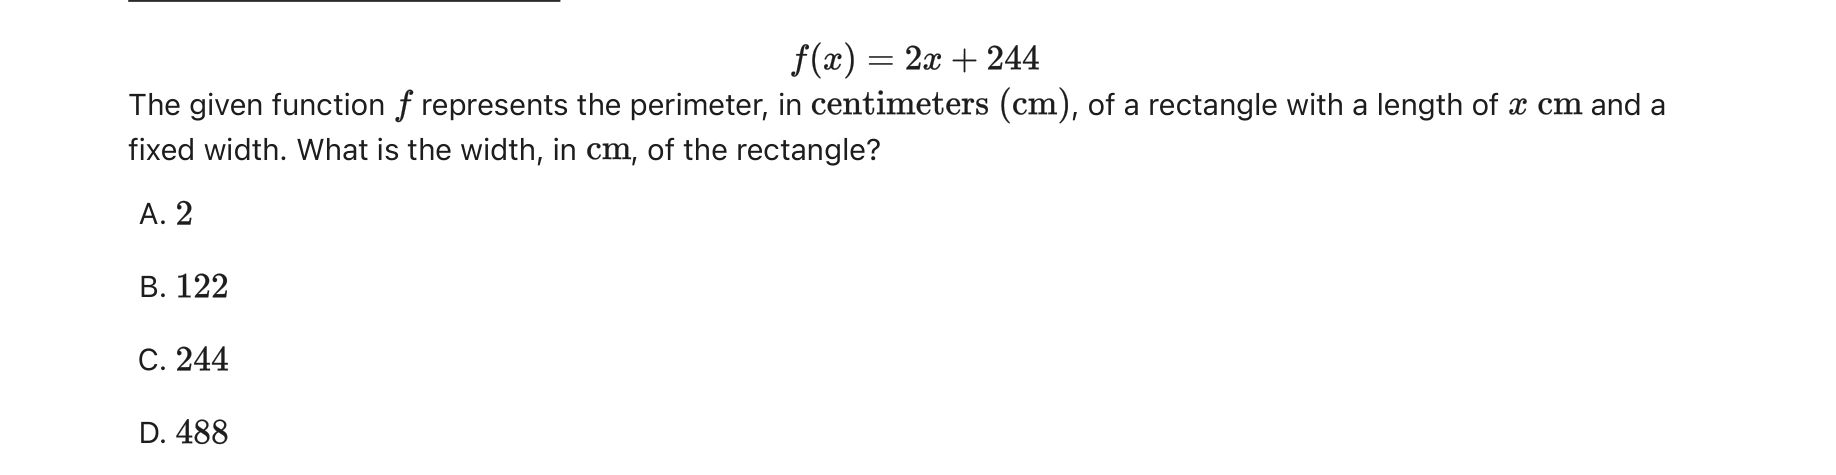 f(x) = 2x + 244
The given function f represents the perimeter, in centimeters (cm), of a rectangle with a length of x cm and a
fixed width. What is the width, in cm, of the rectangle?
A. 2
B. 122
C. 244
D. 488